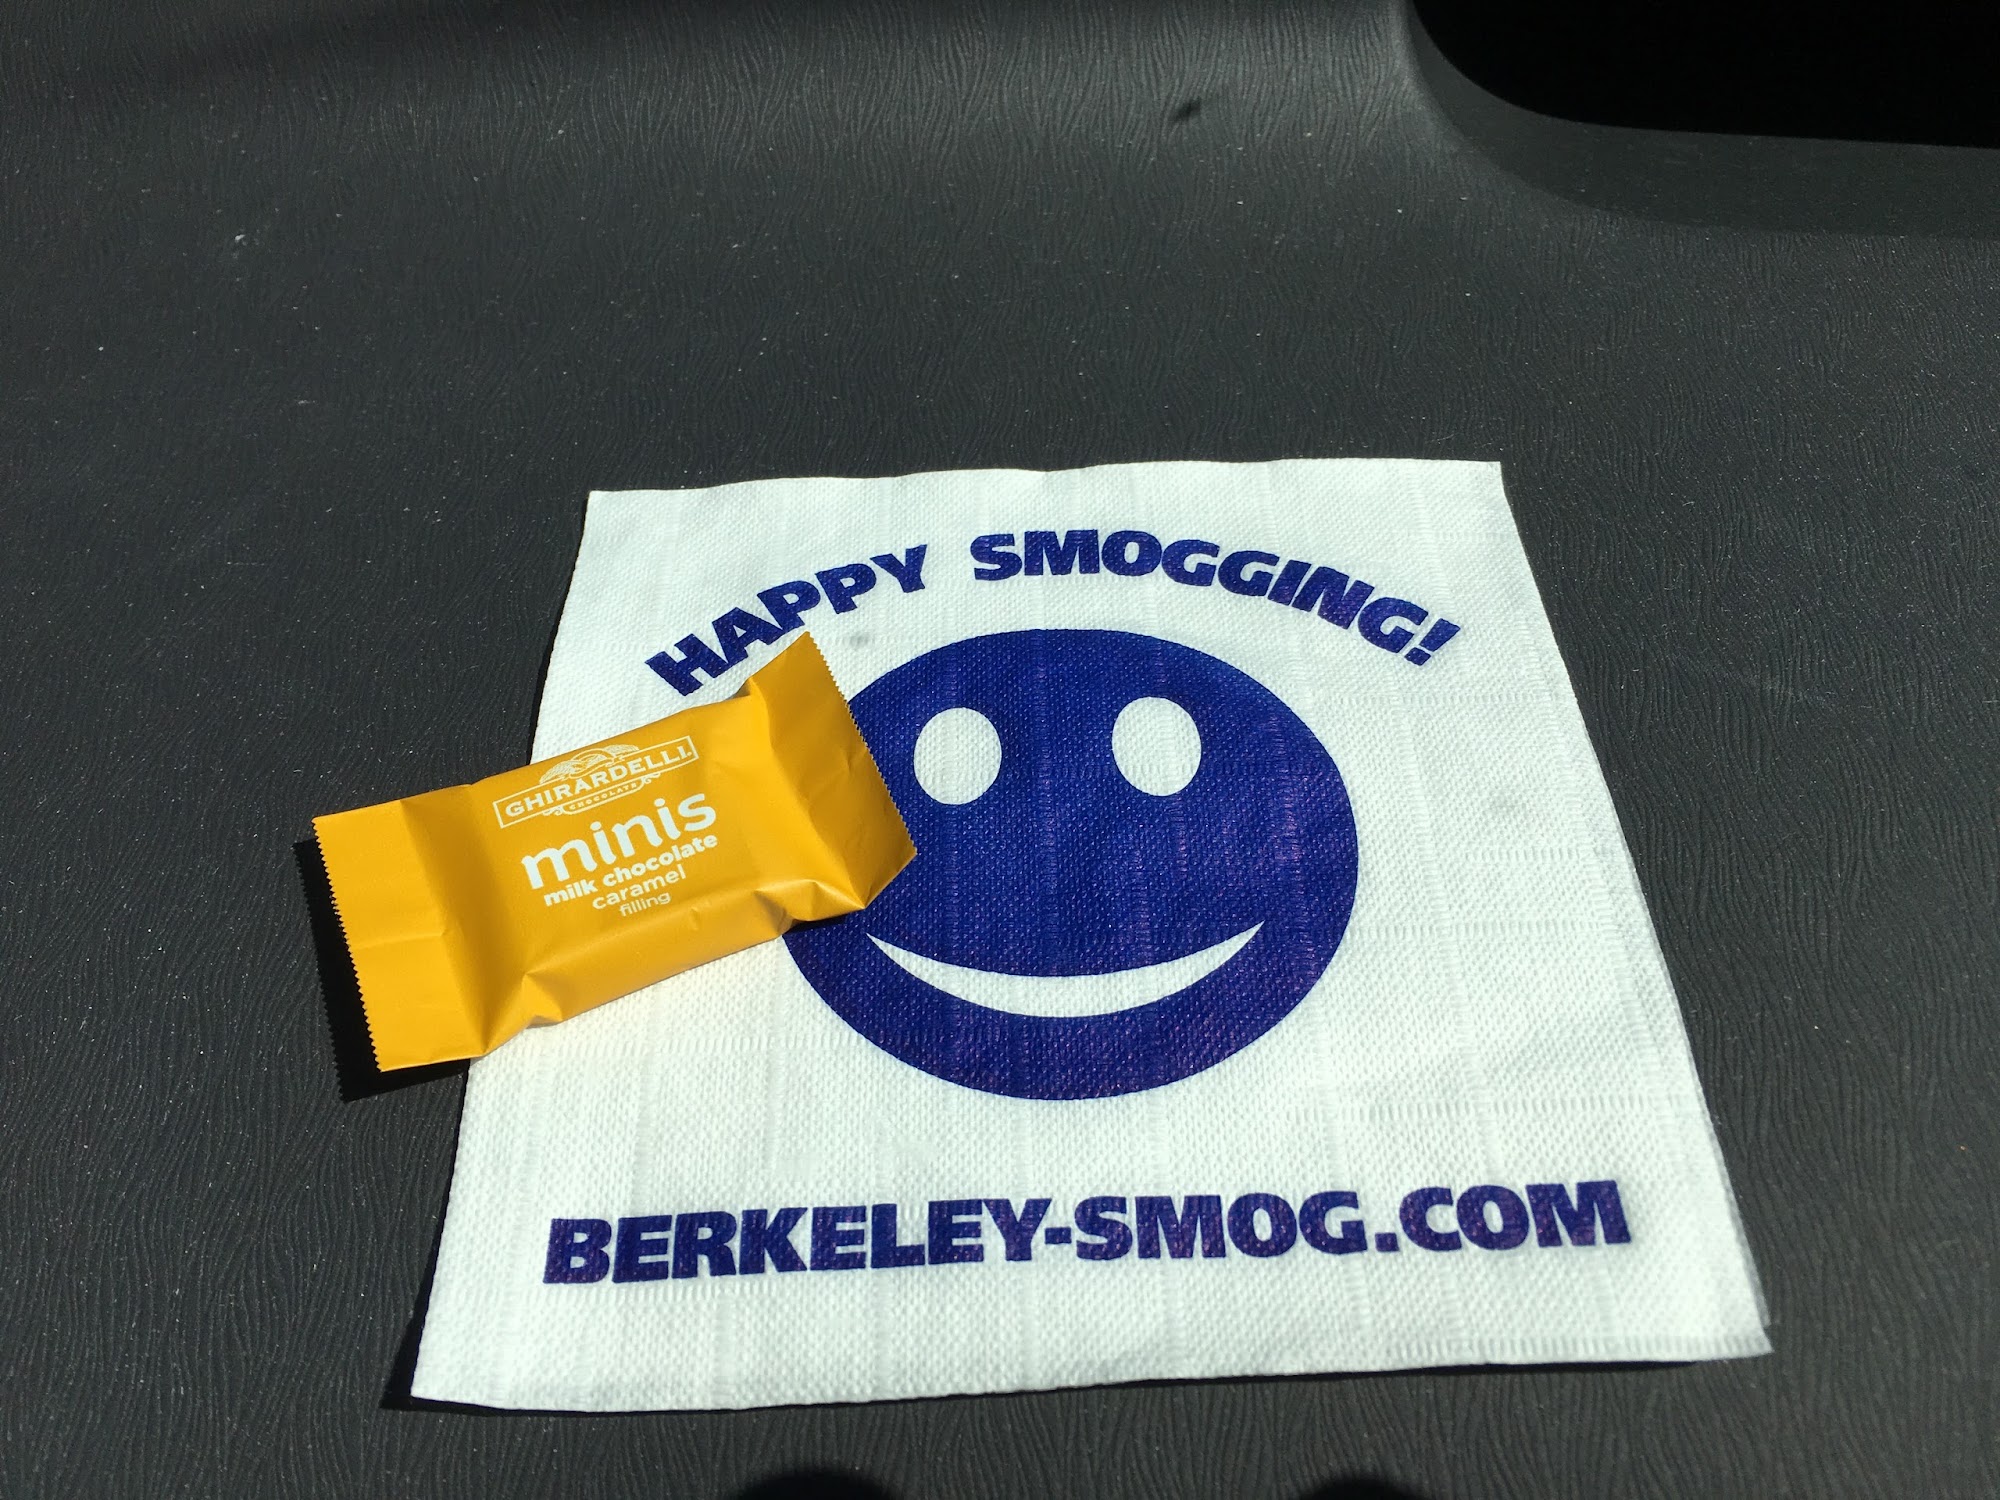 HAPPY SMOGGING!
GHIRARDELLI
CHOCOLATE
minis
milk chocolate
caramel
filling
BERKELEY-SMOG.COM